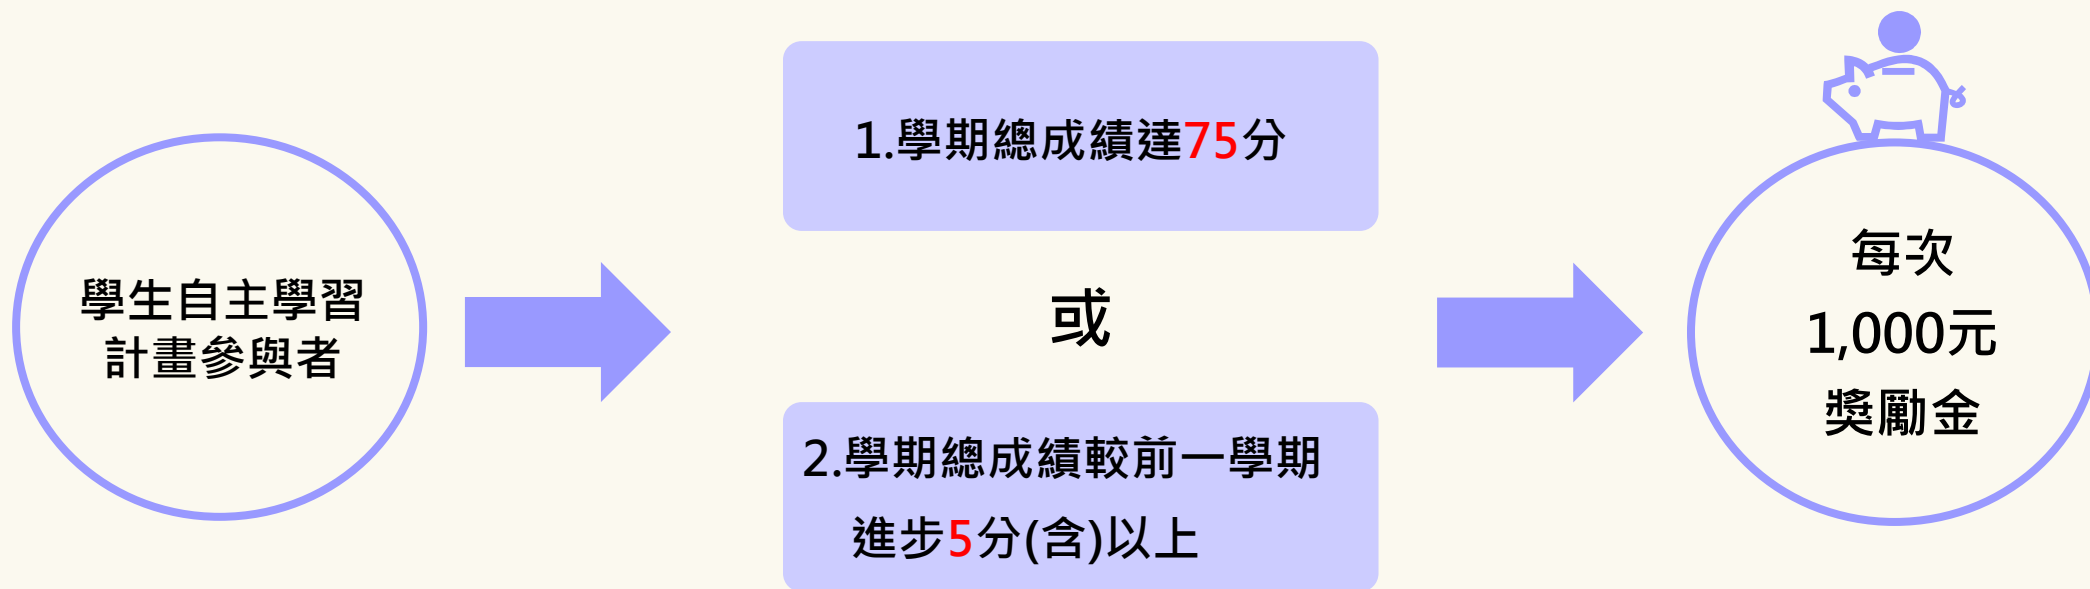 學生自主學習
計畫參與者
1.學期總成績達75分
或
2.學期總成績較前一學期
進步5分(含)以上
每次
1,000元
獎勵金